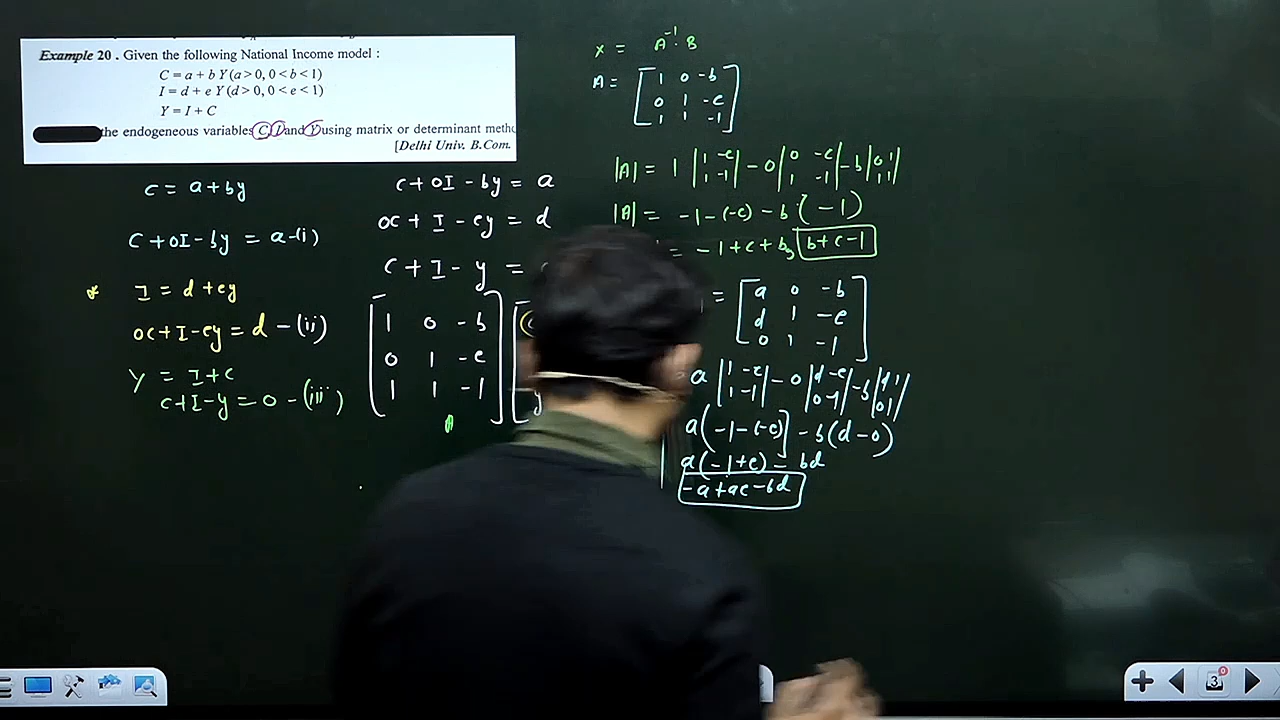 Example 20 . Given the following National Income model :
C = a + b Y (a > 0, 0 < b < 1)
I = d + e Y (d > 0, 0 < e < 1)
Y = I + C
the endogeneous variables C, I and Y using matrix or determinant
[Delhi Univ. B.Com.
C = a + by
C + 0I - by = a -(i)
* I = d + ey
0C + I - ey = d -(ii)
Y = I + C
C + I - y = 0 -(iii)
C + 0I - by = a
0C + I - ey = d
C + I - y =
1 0 -b
0 1 -e
1 1 -1
y
A
x = A⁻¹. B
A = [ 1 0 -b
0 1 -e
1 1 -1 ]
|A| = 1 | 1 -e | - 0 | 0 -e | - b | 0 1 |
| 1 -1 | | 1 -1 | | 1 1 |
|A| = -1 - (-e) - b (-1)
= -1 + e + b, b + e - 1
= [ a 0 -b
d 1 -e
0 1 -1 ]
a | 1 -e | - 0 | d -e | - b | d 1 |
| 1 -1 | | 0 -1 | | 0 1 |
a (-1 - (-e)) - b (d - 0)
a (-1 + e) - bd
-a + ae - bd
3
0